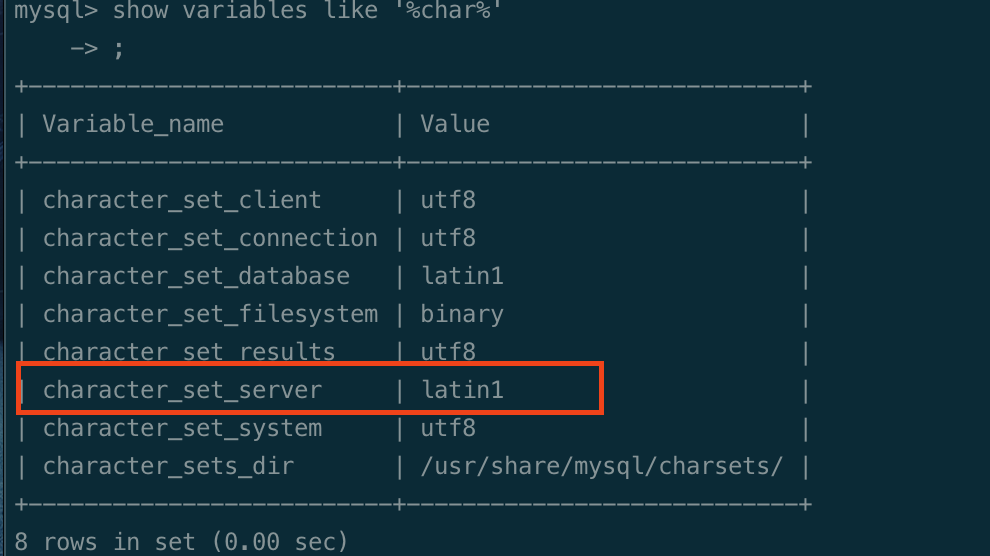 mysql> show variables like '%char%'
    -> ;
+--------------------------+----------------------------+
| Variable_name            | Value                      |
+--------------------------+----------------------------+
| character_set_client     | utf8                       |
| character_set_connection | utf8                       |
| character_set_database   | latin1                     |
| character_set_filesystem | binary                     |
| character_set_results    | utf8                       |
| character_set_server     | latin1                     |
| character_set_system     | utf8                       |
| character_sets_dir       | /usr/share/mysql/charsets/ |
+--------------------------+----------------------------+
8 rows in set (0.00 sec)